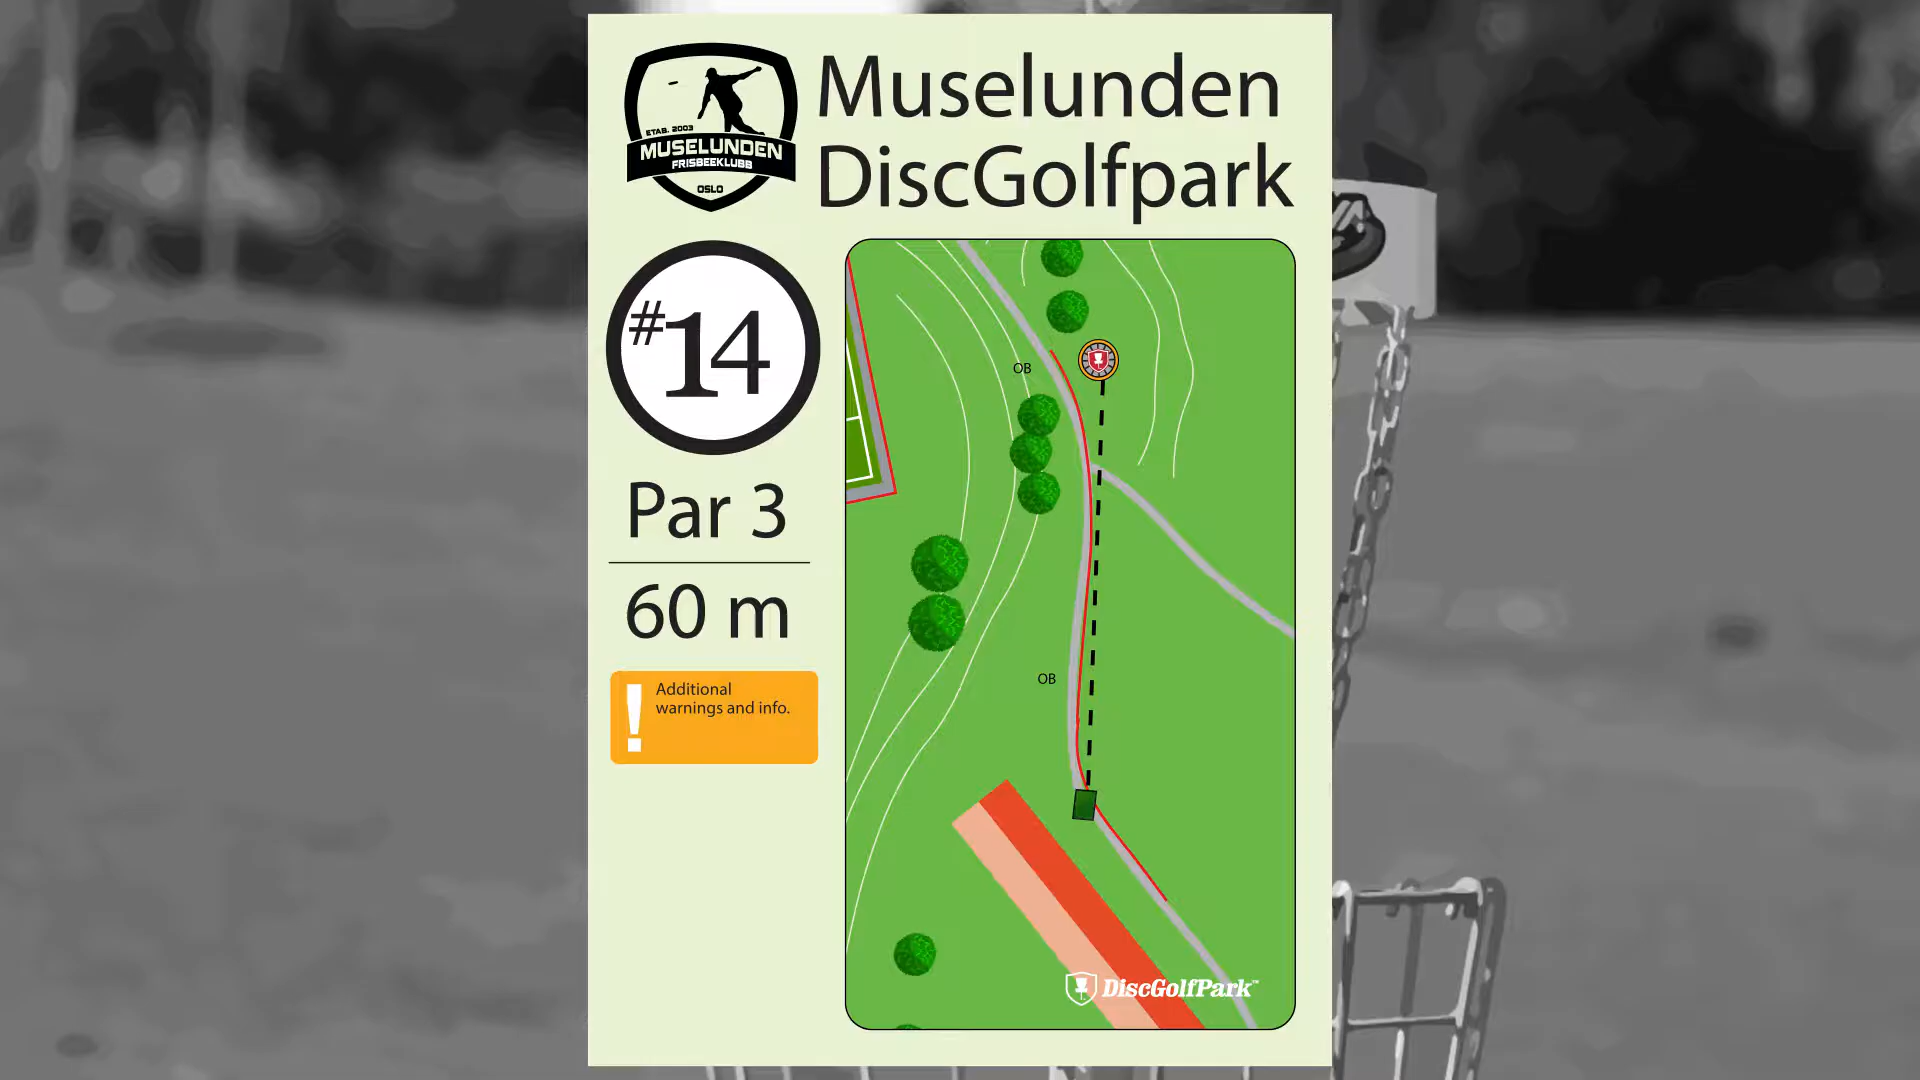 Muselunden
DiscGolfpark
ETAB. 2003
MUSELUNDEN
FRISBEEKLUBB
OSLO
#14
Par 3
60 m
!
Additional
warnings and info.
OB
OB
DiscGolfPark™